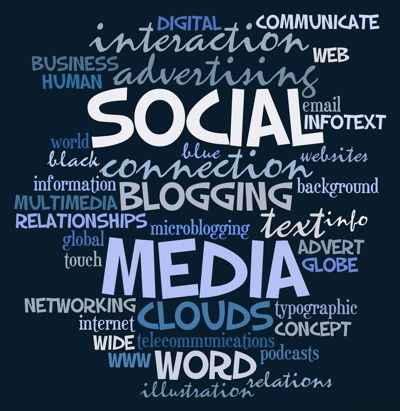 DIGITAL COMMUNICATE
interaction
WEB
BUSINESS
HUMAN advertising
SOCIAL
email
INFOTEXT
world
black blue websites
connection
information BLOGGING background
MULTIMEDIA
RELATIONSHIPS microblogging text info
global ADVERT
touch MEDIA GLOBE
NETWORKING CLOUDS typographic
internet CONCEPT
WIDE telecommunications
WWW WORD podcasts
relations
illustration